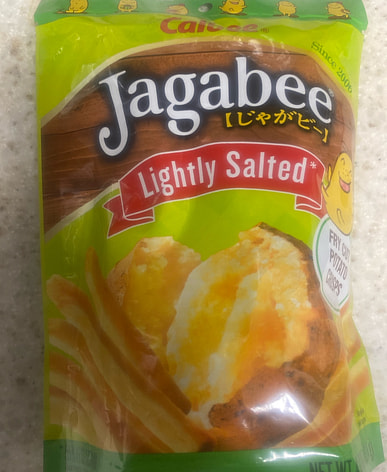 Calbee
Since 2006
Jagabee®
【じゃがビー】
Lightly Salted*
FRY CUT
POTATO
CRISPS
NET WT